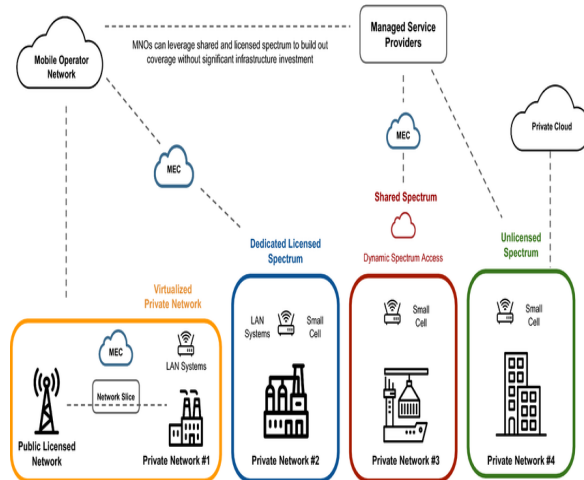 MNOs can leverage shared and licensed spectrum to build out
coverage without significant infrastructure investment
Mobile Operator
Network
Managed Service
Providers
MEC
MEC
Private Cloud
Shared Spectrum
Dynamic Spectrum Access
Dedicated Licensed
Spectrum
Unlicensed
Spectrum
Virtualized
Private Network
MEC
LAN Systems
Network Slice
Public Licensed
Network
Private Network #1
LAN
Systems
Small
Cell
Private Network #2
Small
Cell
Private Network #3
Small
Cell
Private Network #4